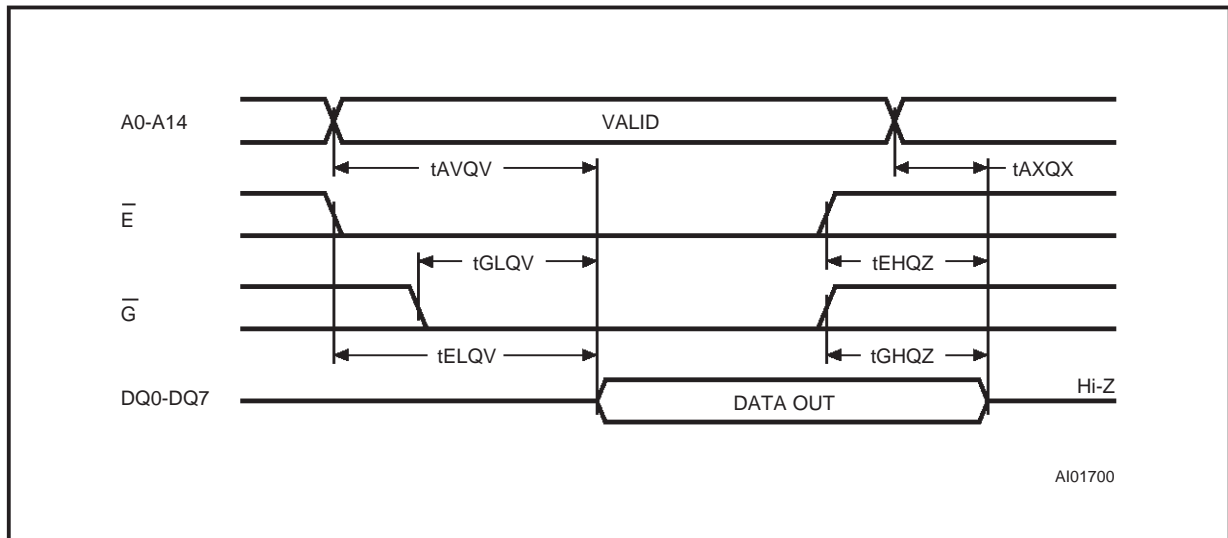 A0-A14
VALID
tAVQV
tAXQX
E̅
tGLQV
tEHQZ
G̅
tELQV
tGHQZ
DQ0-DQ7
DATA OUT
Hi-Z
AI01700